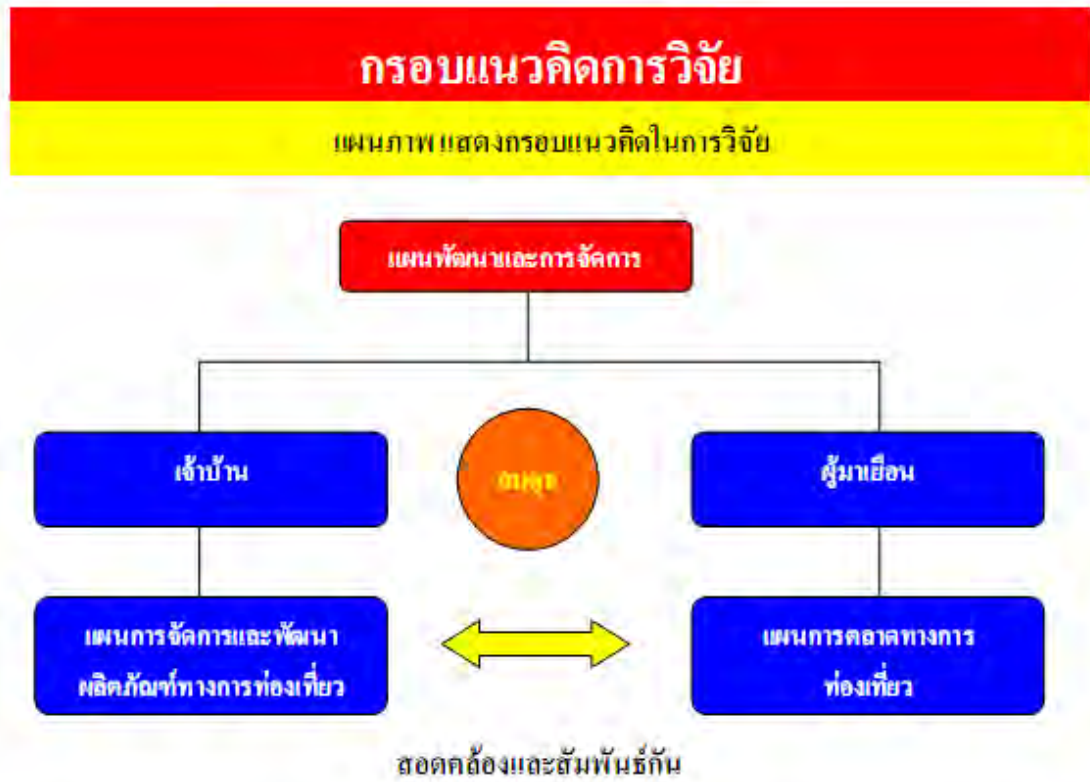 กรอบแนวคิดการวิจัย
แผนภาพแสดงกรอบแนวคิดในการวิจัย
แผนพัฒนาและการจัดการ
เจ้าบ้าน
ผู้มาเยือน
แผนการจัดการและพัฒนา
ผลิตภัณฑ์ทางการท่องเที่ยว
แผนการตลาดทางการ
ท่องเที่ยว
สอดคล้องและสัมพันธ์กัน